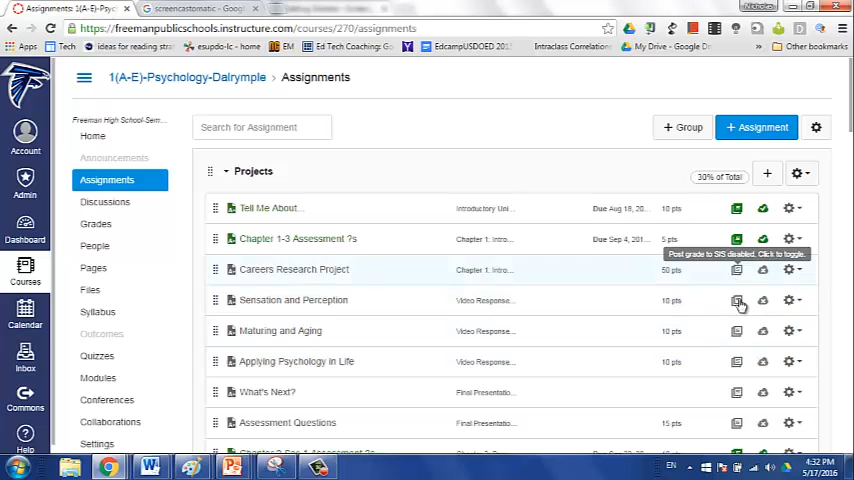 1(A-E)-Psychology-Dalrymple: A
screencastomatic - Googl
Nicholas
https://freemanpublicschools.instructure.com/courses/270/assignments
Apps
Tech
ideas for reading strat
esupdo-lc - home
EM
Ed Tech Coaching: G
EdcampUSDOED 2015
Intraclass Correlations
My Drive - Google Dr
»
Other bookmarks
1(A-E)-Psychology-Dalrymple > Assignments
Freeman High School-Sem...
Home
Announcements
Assignments
Discussions
Grades
People
Pages
Files
Syllabus
Outcomes
Quizzes
Modules
Conferences
Collaborations
Settings
Account
Admin
Dashboard
Courses
Calendar
Inbox
Commons
Help
Search for Assignment
+ Group
+ Assignment
Projects
30% of Total
+
Tell Me About... Introductory Uni... Due Aug 18, 20... 10 pts
Chapter 1-3 Assessment ?s Chapter 1: Intro... Due Sep 4, 201... 5 pts
Post grade to SIS disabled. Click to toggle.
Careers Research Project Chapter 1: Intro... 50 pts
Sensation and Perception Video Response... 10 pts
Maturing and Aging Video Response... 10 pts
Applying Psychology in Life Video Response... 10 pts
What's Next? Final Presentatio... 10 pts
Assessment Questions Final Presentatio... 15 pts
EN
4:32 PM
5/17/2016